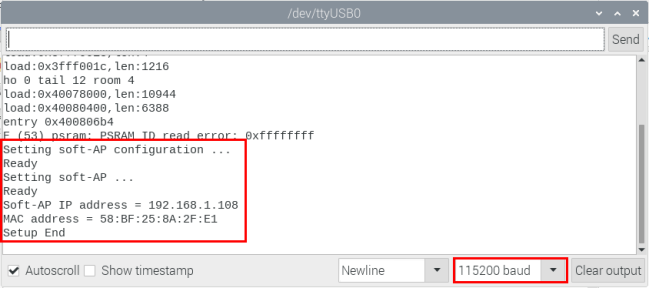 /dev/ttyUSB0
Send
load:0x3fff001c,len:1216
ho 0 tail 12 room 4
load:0x40078000,len:10944
load:0x40080400,len:6388
entry 0x400806b4
E (53) psram: PSRAM ID read error: 0xffffffff
Setting soft-AP configuration ...
Ready
Setting soft-AP ...
Ready
Soft-AP IP address = 192.168.1.108
MAC address = 58:BF:25:8A:2F:E1
Setup End
Autoscroll Show timestamp Newline 115200 baud Clear output